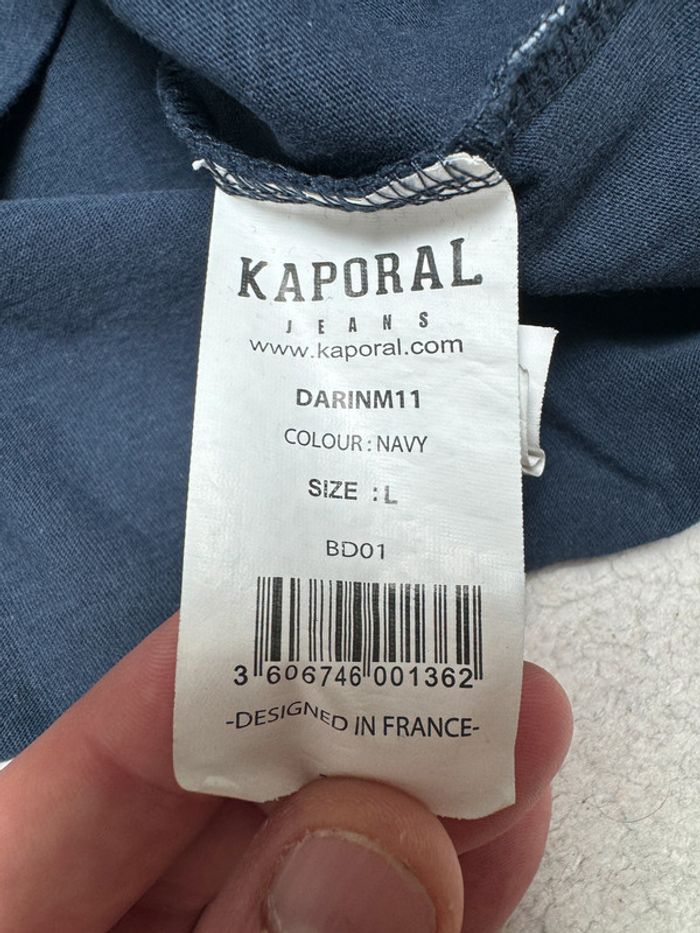 KAPORAL
JEANS
www.kaporal.com
DARINM11
COLOUR : NAVY
SIZE : L
BD01
3 606746 001362
-DESIGNED IN FRANCE-